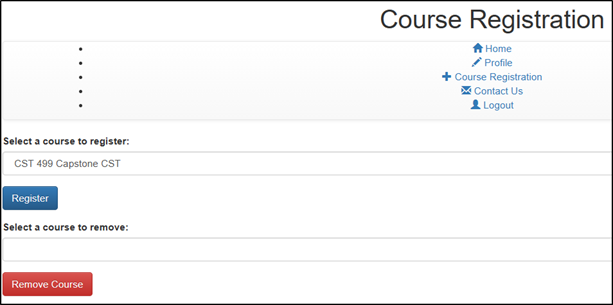 Course Registration
Home
Profile
Course Registration
Contact Us
Logout
Select a course to register:
CST 499 Capstone CST
Register
Select a course to remove:
Remove Course